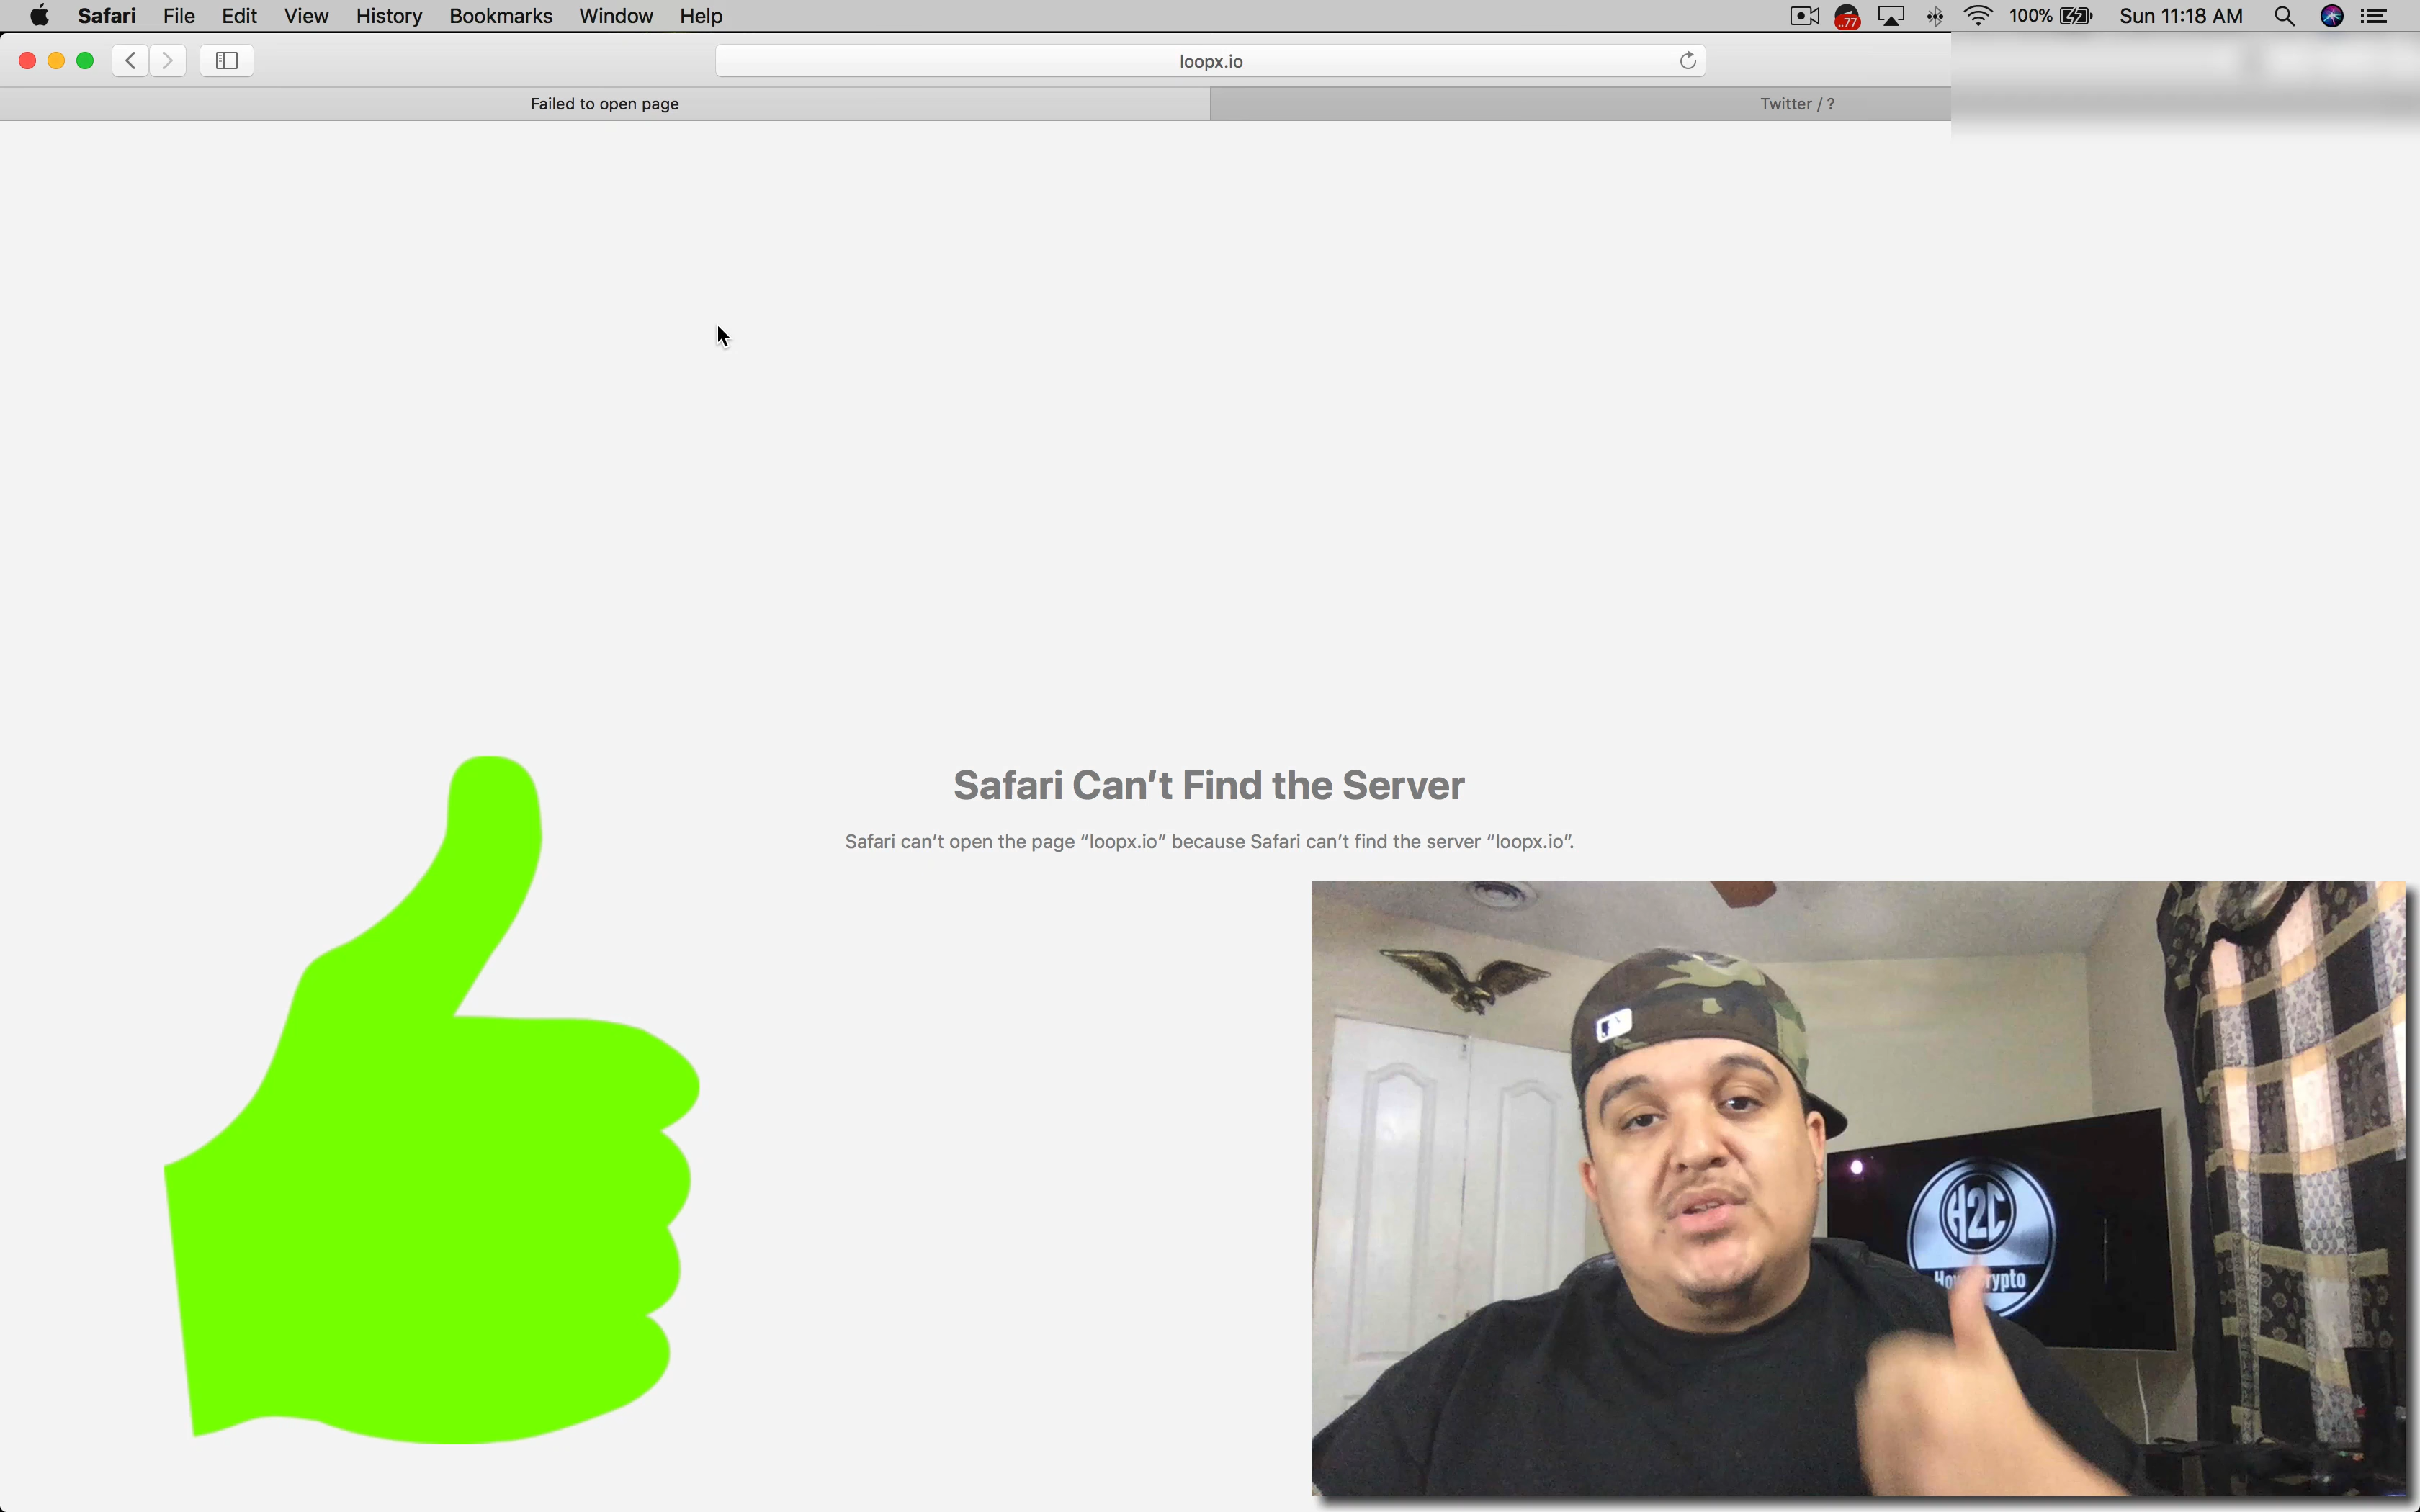 Safari File Edit View History Bookmarks Window Help
..77 100% Sun 11:18 AM
loopx.io
Failed to open page
Twitter / ?
Safari Can’t Find the Server
Safari can’t open the page “loopx.io” because Safari can’t find the server “loopx.io”.
H2C